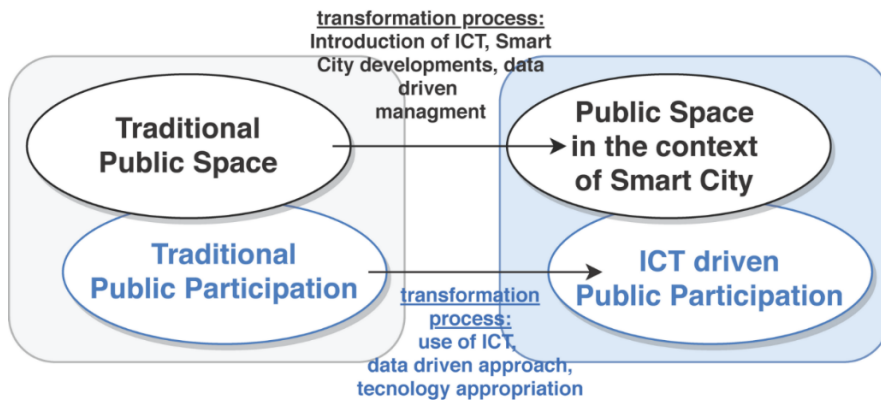 transformation process:
Introduction of ICT, Smart
City developments, data
driven
managment
Traditional
Public Space
Public Space
in the context
of Smart City
Traditional
Public Participation
ICT driven
Public Participation
transformation
process:
use of ICT,
data driven approach,
tecnology appropriation